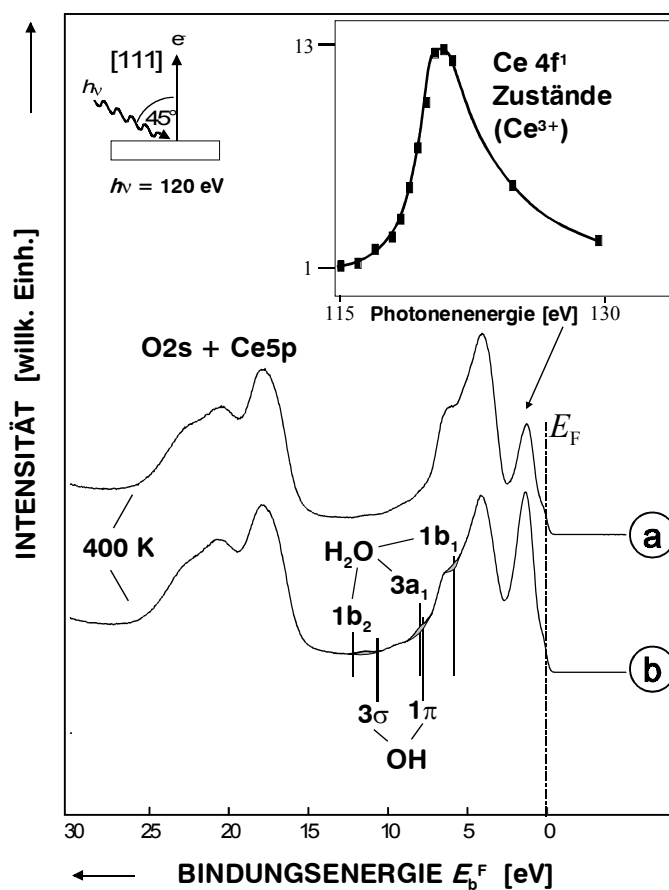 INTENSITÄT [willk. Einh.]
e⁻
[111]
hν
45°
hν = 120 eV
13
1
Ce 4f¹
Zustände
(Ce³⁺)
115
130
Photonenenergie [eV]
O2s + Ce5p
E_F
400 K
H₂O
1b₁
3a₁
1b₂
3σ
1π
OH
a
b
30 25 20 15 10 5 0
BINDUNGSENERGIE E_b^F [eV]